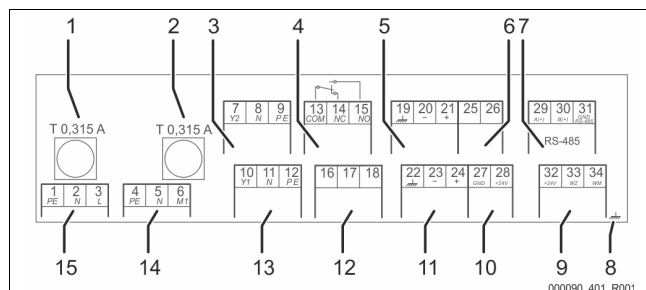 1 2 3 4 5 6 7
T 0,315 A T 0,315 A
7 8 9 13 14 15 19 20 21 25 26 29 30 31
Y2 N PE COM NC NO − + A(+) B(+) GND RS-485
RS-485
10 11 12 16 17 18 22 23 24 27 28 32 33 34
Y1 N PE − + GND +24V +24V WZ WM
1 2 3 4 5 6
PE N L PE N M1
15 14 13 12 11 10 9 8
000090_401_R001